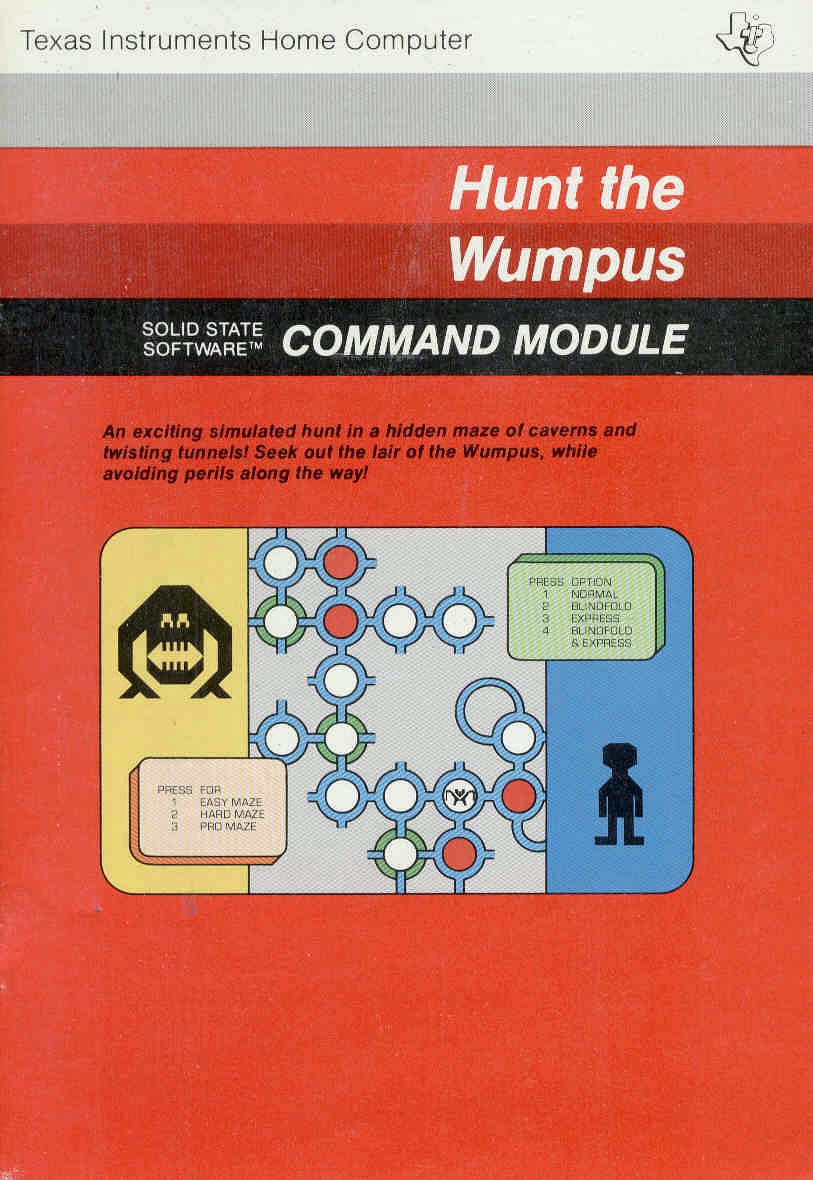 Texas Instruments Home Computer
Hunt the
Wumpus
SOLID STATE
SOFTWARE™
COMMAND MODULE
An exciting simulated hunt in a hidden maze of caverns and
twisting tunnels! Seek out the lair of the Wumpus, while
avoiding perils along the way!
PRESS OPTION
1 NORMAL
2 BLINDFOLD
3 EXPRESS
4 BLINDFOLD
& EXPRESS
PRESS FOR
1 EASY MAZE
2 HARD MAZE
3 PRO MAZE